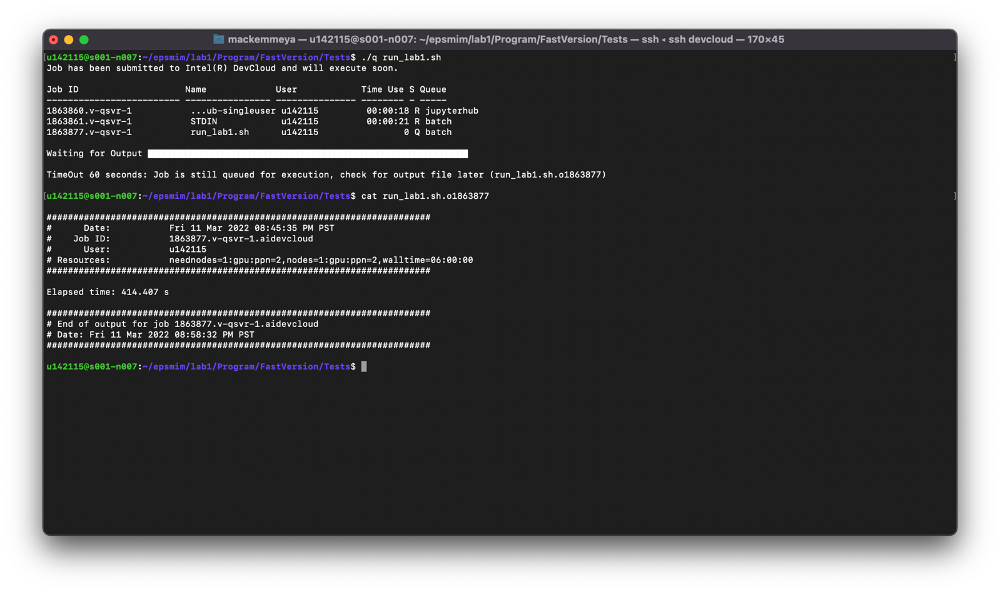 mackemmeya — u142115@s001-n007: ~/epsmim/lab1/Program/FastVersion/Tests — ssh ◂ ssh devcloud — 170×45
[u142115@s001-n007:~/epsmim/lab1/Program/FastVersion/Tests$ ./q run_lab1.sh ]
Job has been submitted to Intel(R) DevCloud and will execute soon.
Job ID                    Name             User            Time Use S Queue
------------------------- ---------------- --------------- -------- - -----
1863860.v-qsvr-1           ...ub-singleuser u142115         00:00:18 R jupyterhub
1863861.v-qsvr-1           STDIN            u142115         00:00:21 R batch
1863877.v-qsvr-1           run_lab1.sh      u142115                0 Q batch
Waiting for Output ████████████████████████████████████████████████████████████
TimeOut 60 seconds: Job is still queued for execution, check for output file later (run_lab1.sh.o1863877)
[u142115@s001-n007:~/epsmim/lab1/Program/FastVersion/Tests$ cat run_lab1.sh.o1863877 ]
########################################################################
#      Date:           Fri 11 Mar 2022 08:45:35 PM PST
#    Job ID:           1863877.v-qsvr-1.aidevcloud
#      User:           u142115
# Resources:           neednodes=1:gpu:ppn=2,nodes=1:gpu:ppn=2,walltime=06:00:00
########################################################################
Elapsed time: 414.407 s
########################################################################
# End of output for job 1863877.v-qsvr-1.aidevcloud
# Date: Fri 11 Mar 2022 08:58:32 PM PST
########################################################################
u142115@s001-n007:~/epsmim/lab1/Program/FastVersion/Tests$